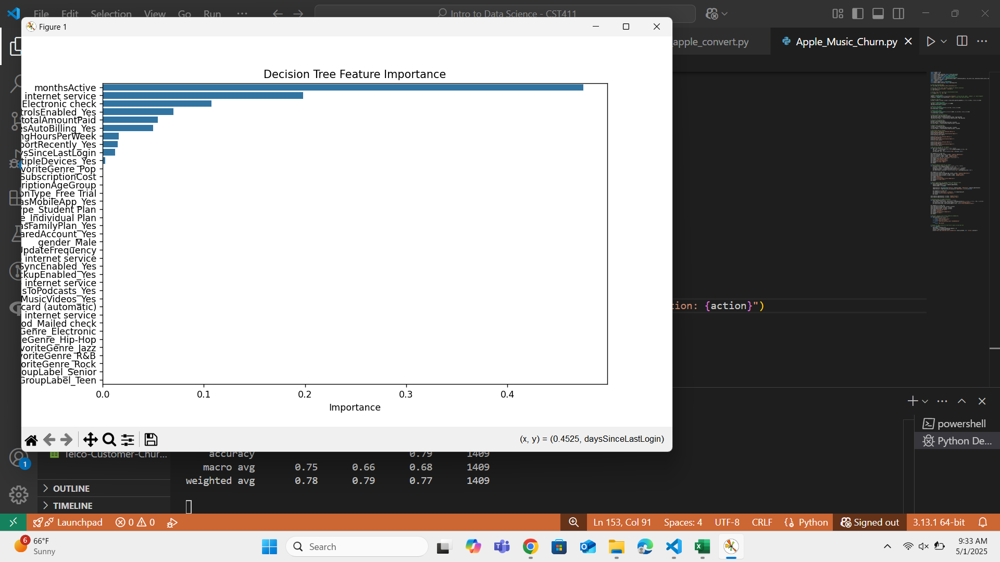 File Edit Selection View Go Run ...
Intro to Data Science - CST411
Figure 1
apple_convert.py
Apple_Music_Churn.py
Decision Tree Feature Importance
monthsActive
internet service
Electronic check
trolsEnabled_Yes
totalAmountPaid
esAutoBilling_Yes
ngHoursPerWeek
portRecently_Yes
ysSinceLastLogin
tipleDevices_Yes
voriteGenre_Pop
SubscriptionCost
riptionAgeGroup
onType_Free Trial
asMobileApp_Yes
ype_Student Plan
e_Individual Plan
asFamilyPlan_Yes
aredAccount_Yes
gender_Male
UpdateFrequency
internet service
SyncEnabled_Yes
ckupEnabled_Yes
internet service
sToPodcasts_Yes
MusicVideos_Yes
card (automatic)
internet service
od_Mailed check
Genre_Electronic
eGenre_Hip-Hop
voriteGenre_Jazz
voriteGenre_R&B
oriteGenre_Rock
oupLabel_Senior
GroupLabel_Teen
0.0 0.1 0.2 0.3 0.4
Importance
tion: {action}")
(x, y) = (0.4525, daysSinceLastLogin)
powershell
Python De...
Telco-Customer-Chur...
accuracy 0.79 1409
macro avg 0.75 0.66 0.68 1409
weighted avg 0.78 0.79 0.77 1409
1
OUTLINE
TIMELINE
Launchpad 0 0
Ln 153, Col 91 Spaces: 4 UTF-8 CRLF Python Signed out 3.13.1 64-bit
6
66°F
Sunny
Search
9:33 AM
5/1/2025